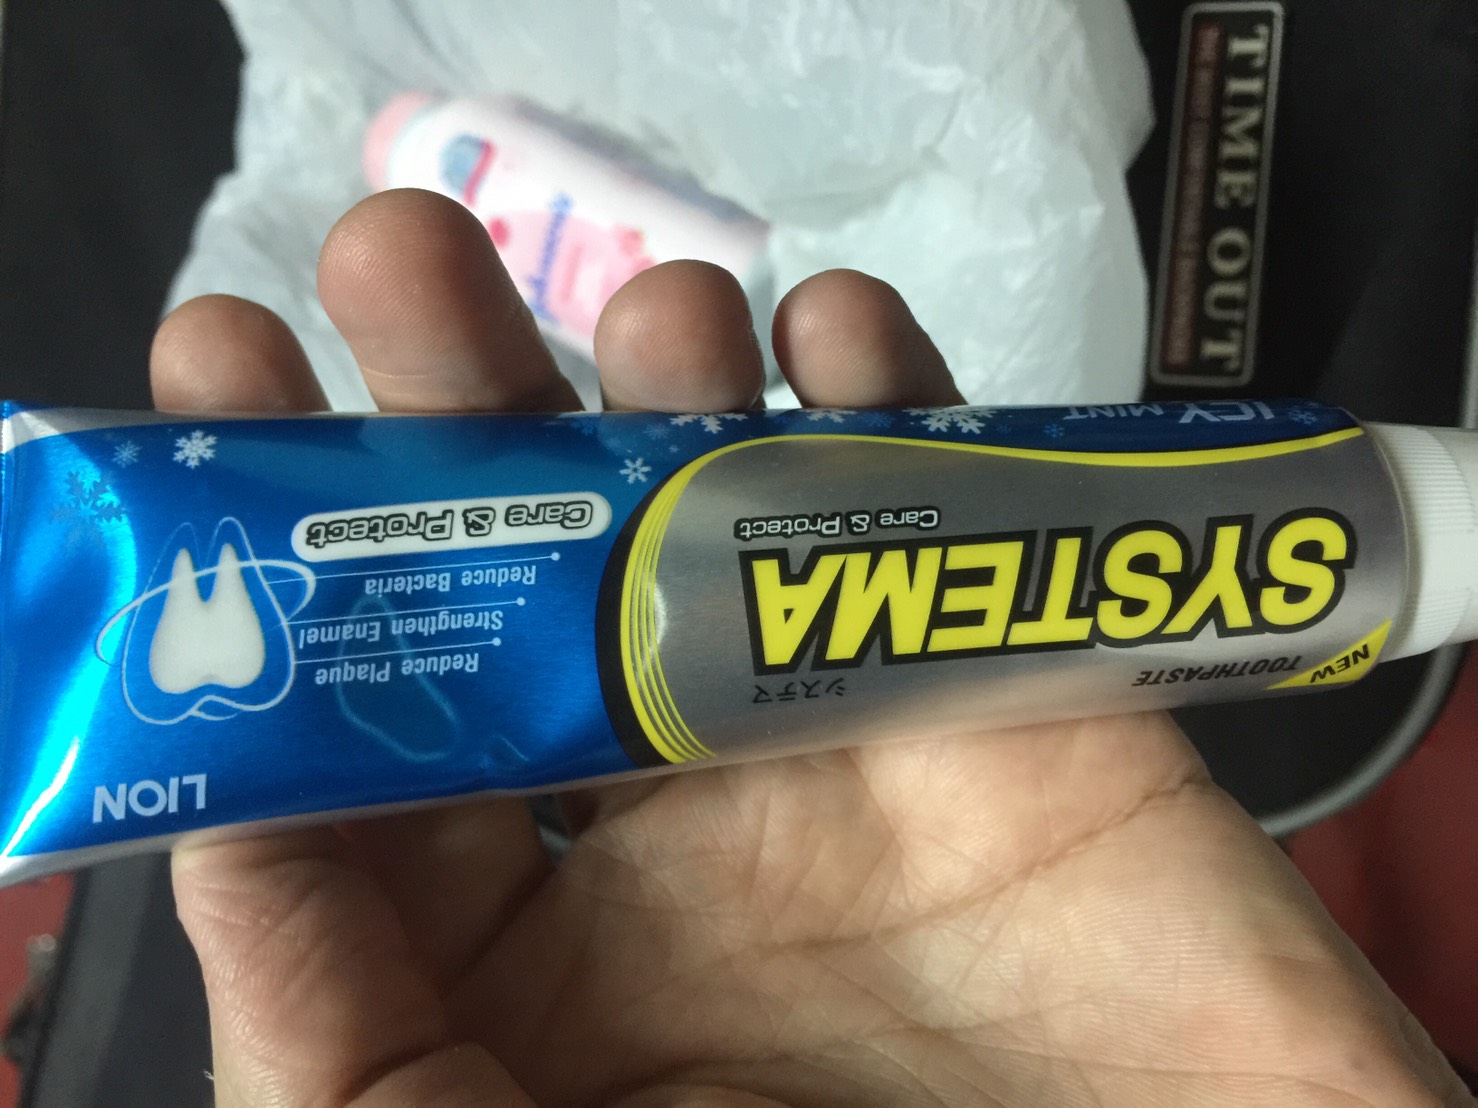 NEW
TOOTHPASTE
システマ
SYSTEMA
Care & Protect
ICY MINT
LION
Reduce Plaque
Strengthen Enamel
Reduce Bacteria
Care & Protect
TIME OUT